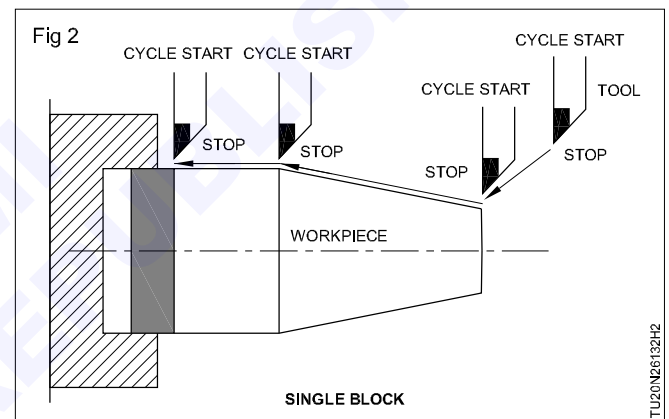 Fig 2
CYCLE START
CYCLE START
CYCLE START
CYCLE START
TOOL
STOP
STOP
STOP
STOP
WORKPIECE
SINGLE BLOCK
TU20N26132H2